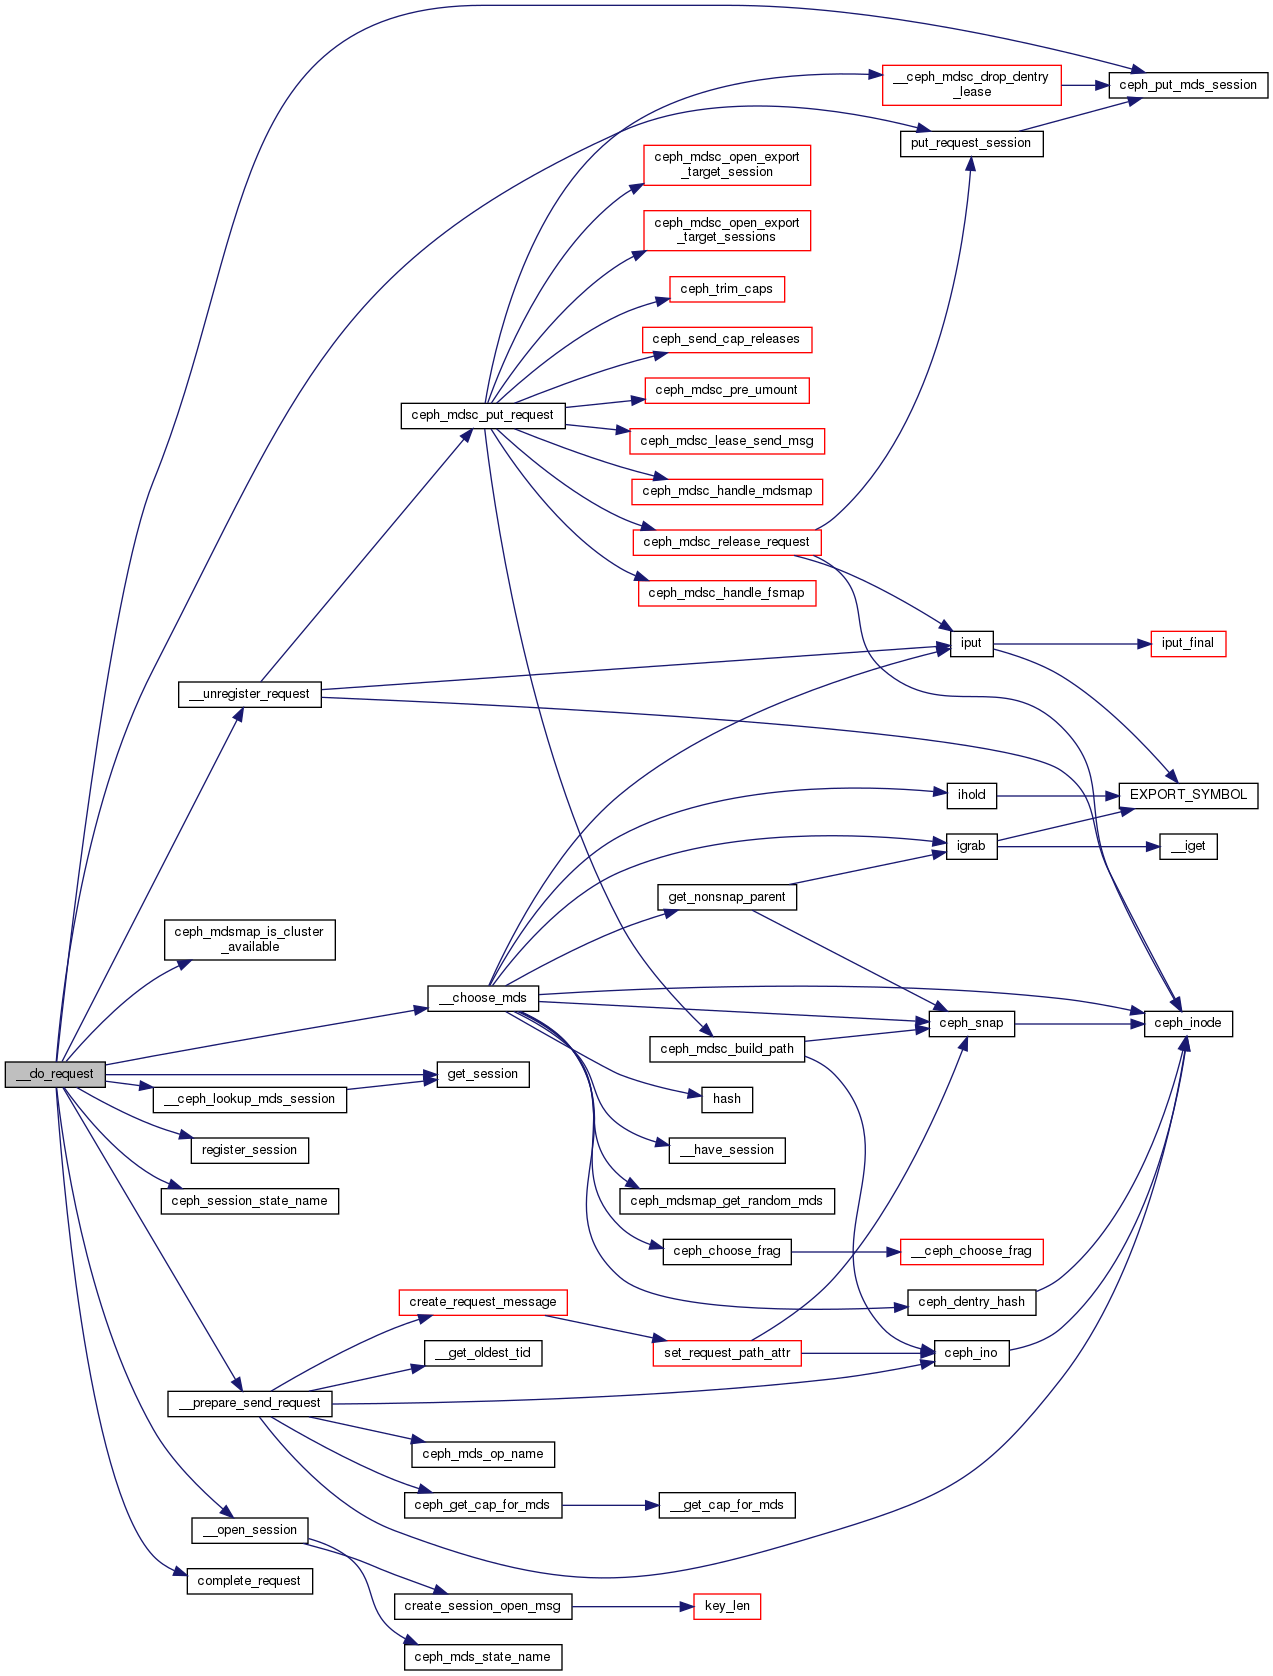 __ceph_mdsc_drop_dentry
_lease
ceph_put_mds_session
put_request_session
ceph_mdsc_open_export
_target_session
ceph_mdsc_open_export
_target_sessions
ceph_trim_caps
ceph_send_cap_releases
ceph_mdsc_pre_umount
ceph_mdsc_put_request
ceph_mdsc_lease_send_msg
ceph_mdsc_handle_mdsmap
ceph_mdsc_release_request
ceph_mdsc_handle_fsmap
iput
iput_final
__unregister_request
ihold
EXPORT_SYMBOL
igrab
__iget
get_nonsnap_parent
ceph_mdsmap_is_cluster
_available
__choose_mds
ceph_snap
ceph_inode
ceph_mdsc_build_path
__do_request
get_session
__ceph_lookup_mds_session
hash
register_session
__have_session
ceph_session_state_name
ceph_mdsmap_get_random_mds
ceph_choose_frag
__ceph_choose_frag
create_request_message
ceph_dentry_hash
__get_oldest_tid
set_request_path_attr
ceph_ino
__prepare_send_request
ceph_mds_op_name
ceph_get_cap_for_mds
__get_cap_for_mds
__open_session
complete_request
create_session_open_msg
key_len
ceph_mds_state_name